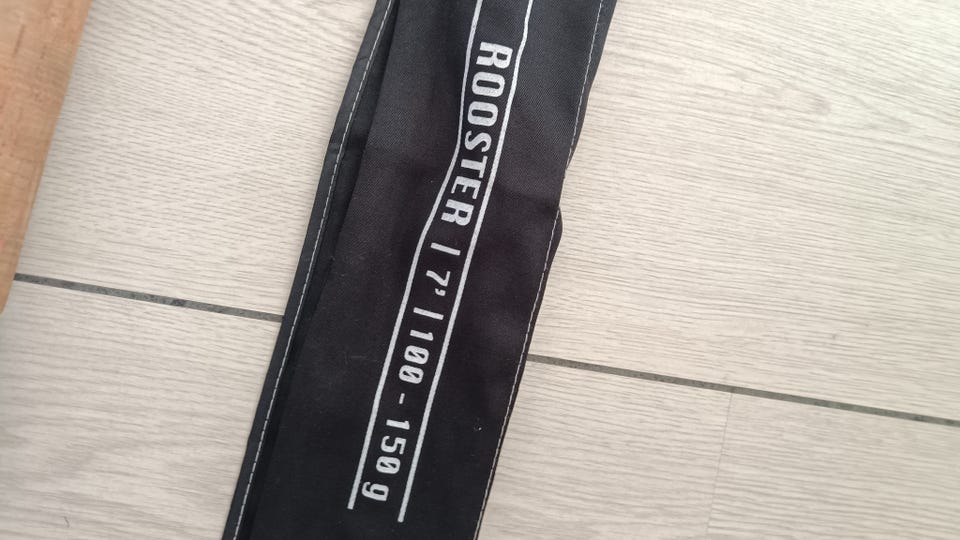 ROOSTER | 7' | 100 - 150 g